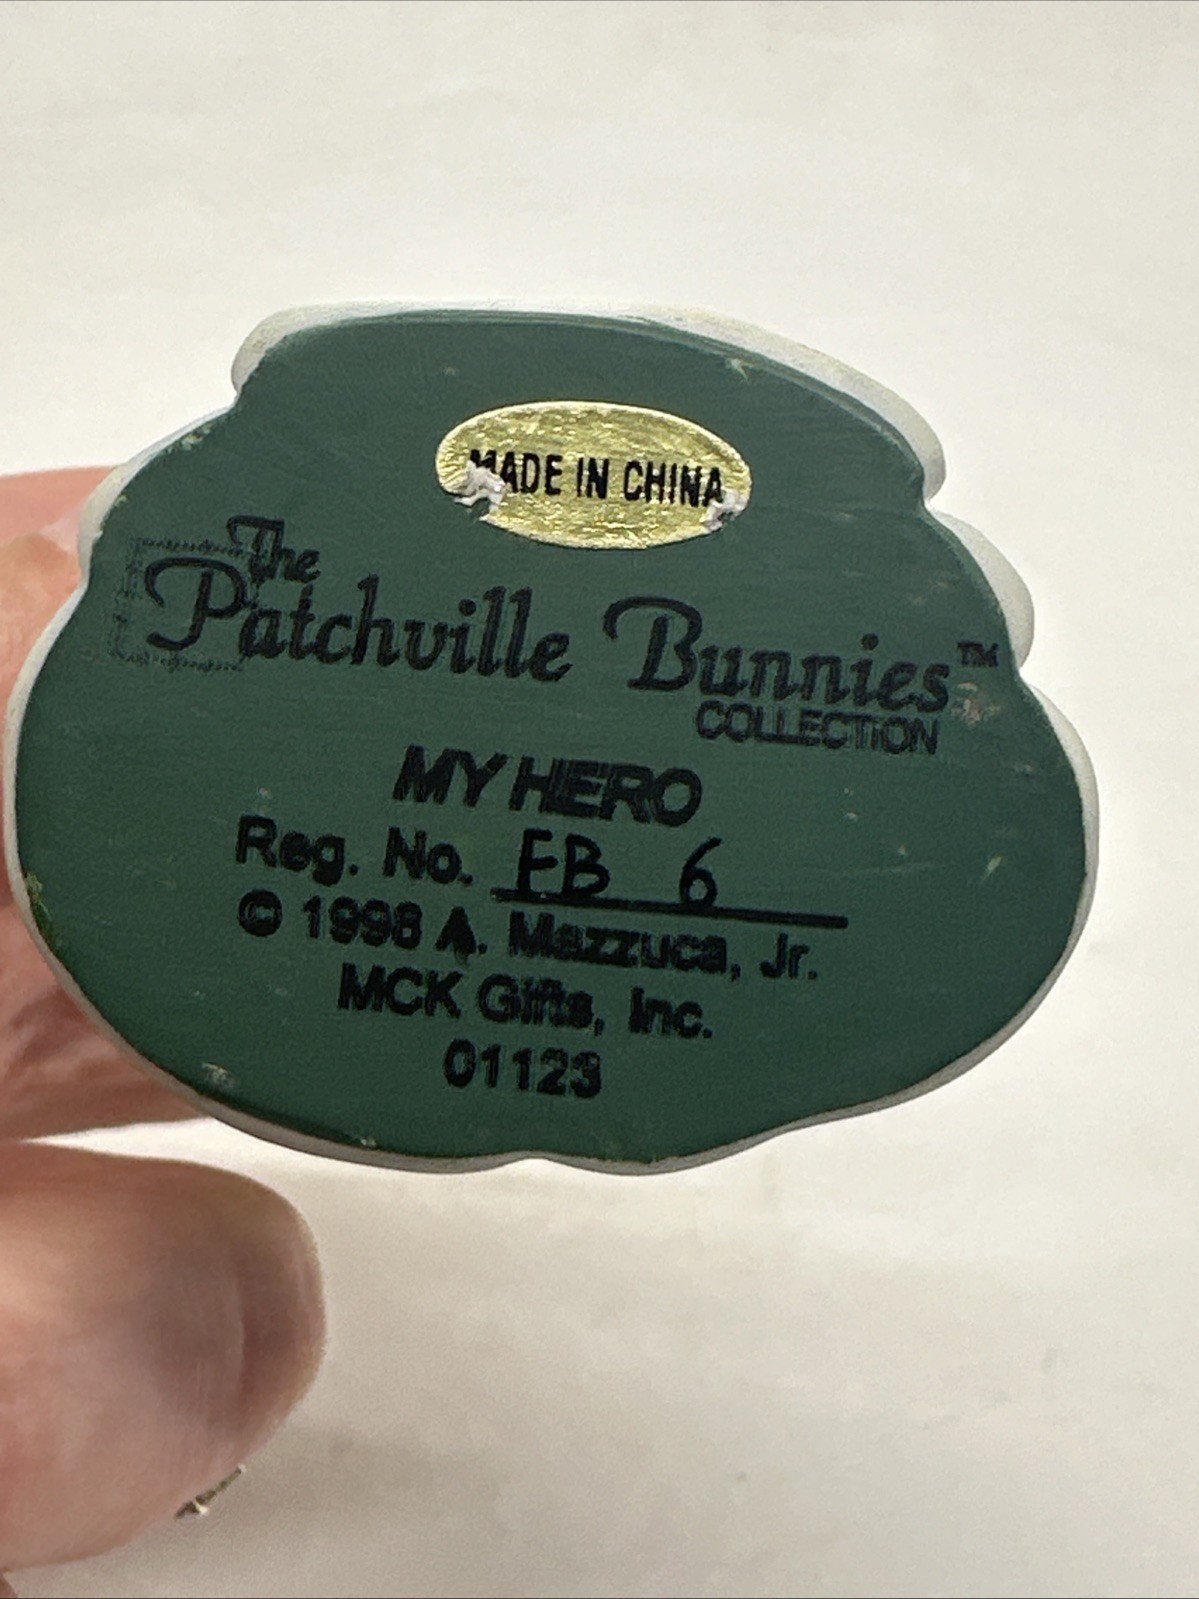 MADE IN CHINA
The
Patchville Bunnies™
COLLECTION
MY HERO
Reg. No. FB 6
© 1998 A. Mazzuca, Jr.
MCK Gifts, Inc.
01123